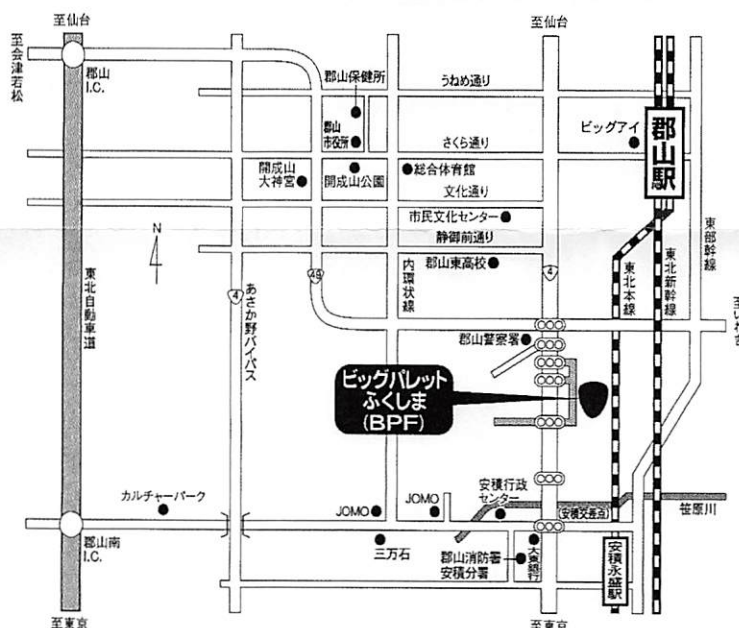 至仙台
至仙台
至会津若松
郡山
I.C.
郡山保健所
うねめ通り
郡山
市役所
さくら通り
ビッグアイ
郡山駅
開成山
大神宮
開成山公園
総合体育館
文化通り
市民文化センター
静御前通り
N
49
内環状線
郡山東高校
4
東北本線
東北新幹線
東部幹線
至いわき
東北自動車道
4
あさか野バイパス
郡山警察署
ビッグパレット
ふくしま
(BPF)
カルチャーパーク
JOMO
JOMO
安積行政
センター
(安積交差点)
笹原川
郡山南
I.C.
三万石
郡山消防署
安積分署
大東銀行
安積永盛駅
至東京
至東京